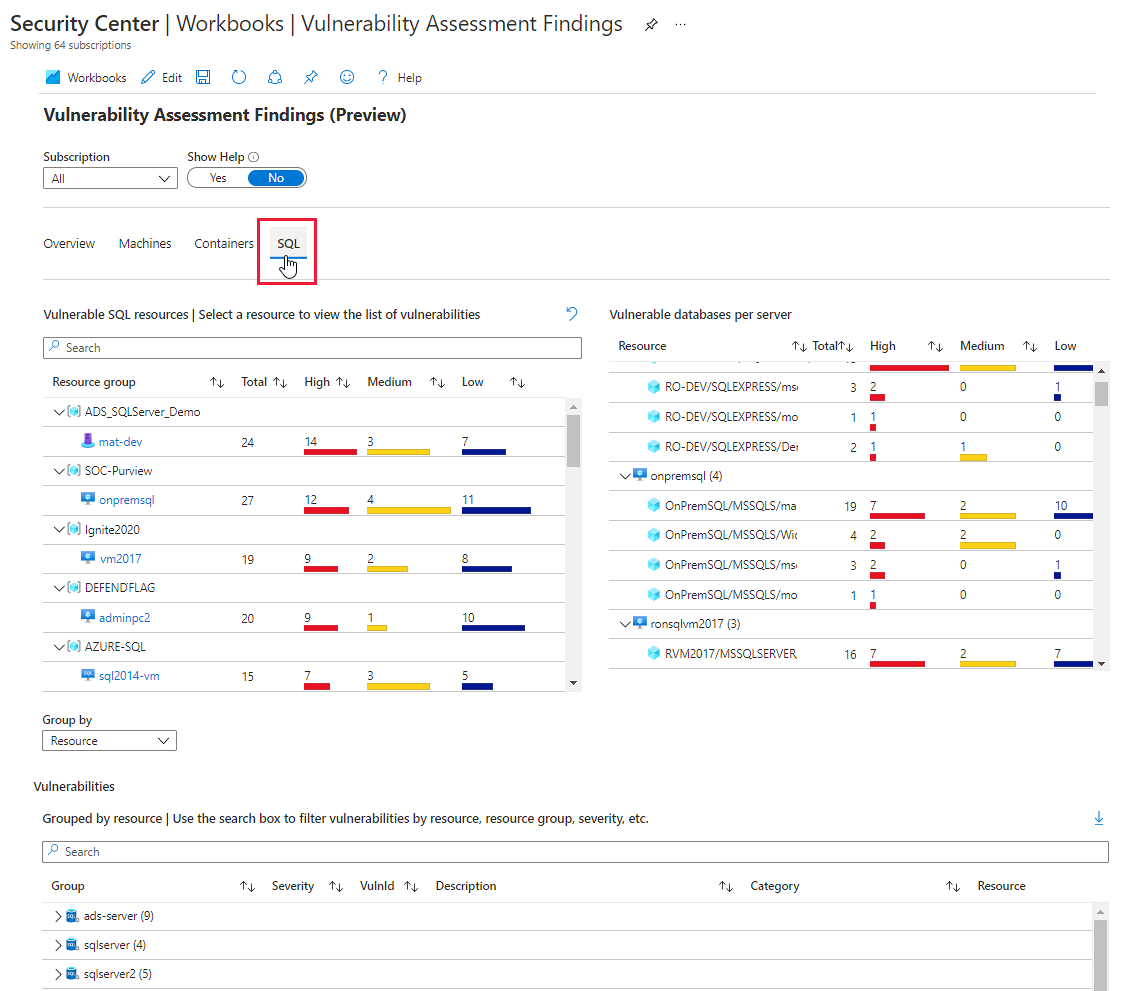 Security Center | Workbooks | Vulnerability Assessment Findings ...
Showing 64 subscriptions
Workbooks Edit ? Help
Vulnerability Assessment Findings (Preview)
Subscription Show Help
All Yes No
Overview Machines Containers SQL
Vulnerable SQL resources | Select a resource to view the list of vulnerabilities
Search
Resource group Total High Medium Low
ADS_SQLServer_Demo
mat-dev 24 14 3 7
SOC-Purview
onpremsql 27 12 4 11
Ignite2020
vm2017 19 9 2 8
DEFEND'FLAG
adminpc2 20 9 1 10
AZURE-SQL
sql2014-vm 15 7 3 5
Vulnerable databases per server
Resource Total High Medium Low
RO-DEV/SQLEXPRESS/ms 3 2 0 1
RO-DEV/SQLEXPRESS/mo 1 1 0 0
RO-DEV/SQLEXPRESS/De 2 1 1 0
onpremsql (4)
OnPremSQL/MSSQLS/ma 19 7 2 10
OnPremSQL/MSSQLS/Wi 4 2 2 0
OnPremSQL/MSSQLS/ms 3 2 0 1
OnPremSQL/MSSQLS/mo 1 1 0 0
ronsqlvm2017 (3)
RVM2017/MSSQLSERVER 16 7 2 7
Group by
Resource
Vulnerabilities
Grouped by resource | Use the search box to filter vulnerabilities by resource, resource group, severity, etc.
Search
Group Severity VulnId Description Category Resource
ads-server (9)
sqlserver (4)
sqlserver2 (5)